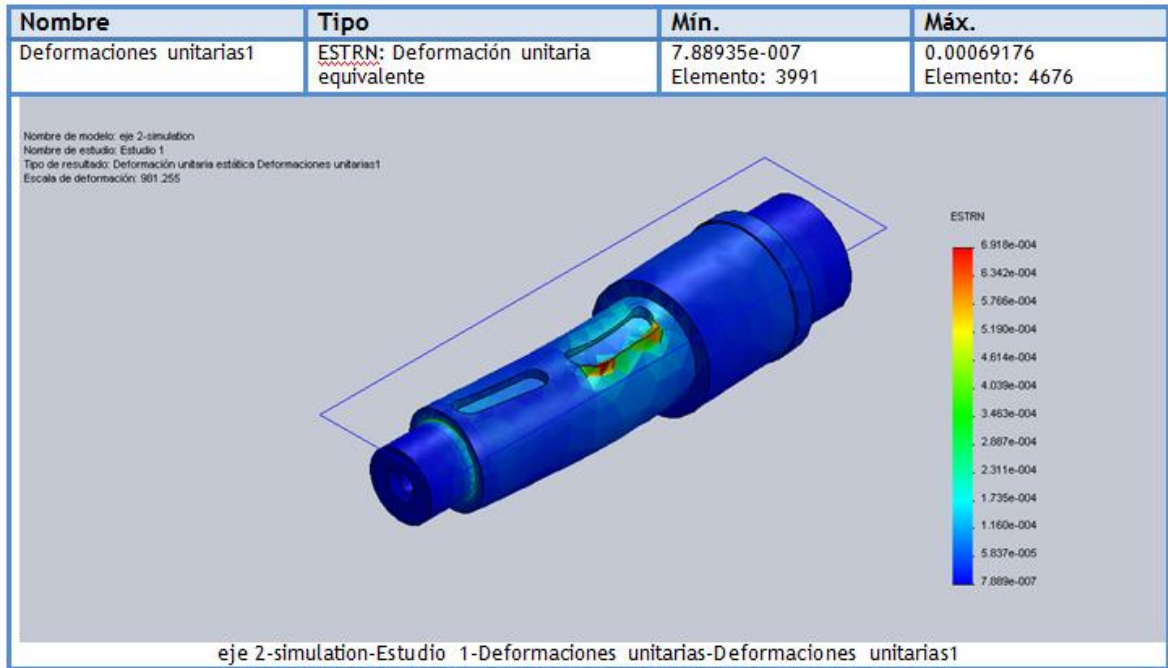 Nombre Tipo Mín. Máx.
Deformaciones unitarias1 ESTRN: Deformación unitaria 7.88935e-007 0.00069176
equivalente Elemento: 3991 Elemento: 4676
Nombre de modelo: eje 2-simulation
Nombre de estudio: Estudio 1
Tipo de resultado: Deformación unitaria estática Deformaciones unitarias1
Escala de deformación: 981.255
ESTRN
6.918e-004
6.342e-004
5.766e-004
5.190e-004
4.614e-004
4.039e-004
3.463e-004
2.887e-004
2.311e-004
1.735e-004
1.160e-004
5.837e-005
7.889e-007
eje 2-simulation-Estudio 1-Deformaciones unitarias-Deformaciones unitarias1